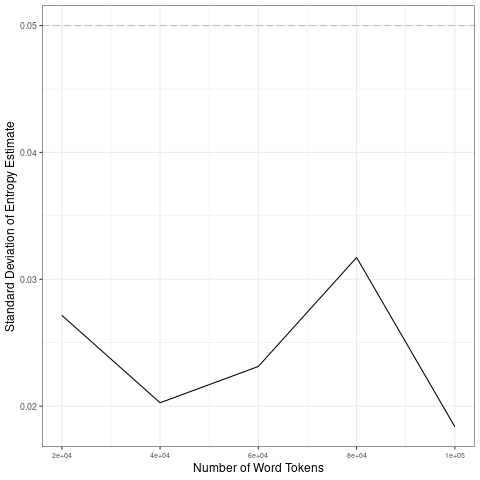 0.05
0.04
0.03
0.02
2e+04 4e+04 6e+04 8e+04 1e+05
Number of Word Tokens
Standard Deviation of Entropy Estimate